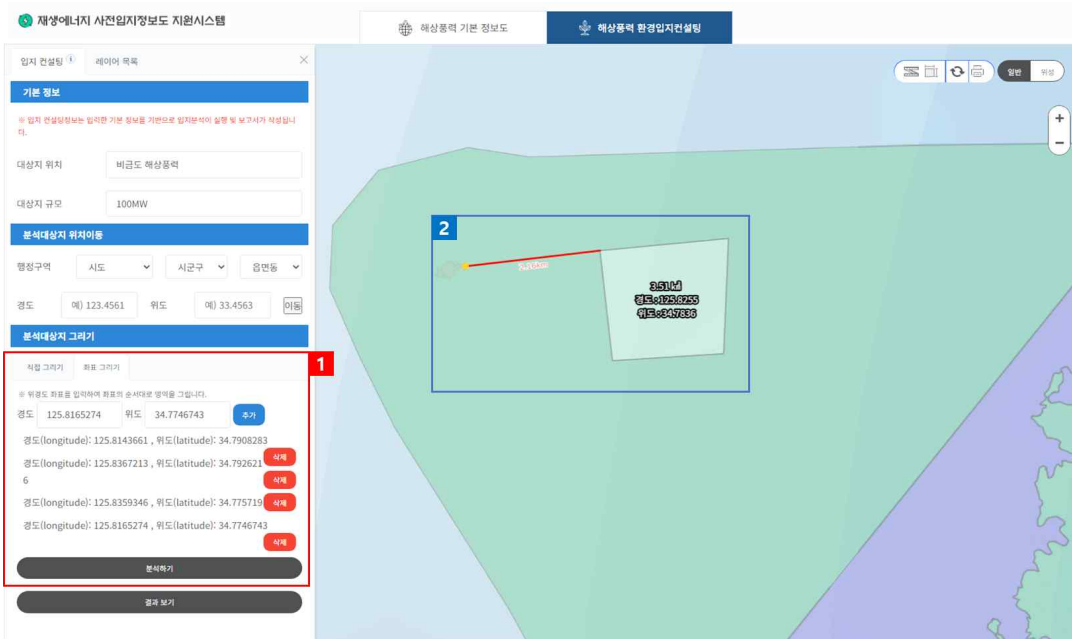 재생에너지 사전입지정보도 지원시스템
해상풍력 기본 정보도
해상풍력 환경입지컨설팅
입지 컨설팅 i
레이어 목록
기본 정보
※ 입지 컨설팅정보는 입력한 기본 정보를 기반으로 입지분석이 실행 및 보고서가 작성됩니
다.
대상지 위치
비금도 해상풍력
대상지 규모
100MW
분석대상지 위치이동
행정구역 시도 시군구 읍면동
경도 예) 123.4561 위도 예) 33.4563 이동
분석대상지 그리기
1
직접 그리기 좌표 그리기
※ 위경도 좌표를 입력하여 좌표의 순서대로 영역을 그립니다.
경도 125.8165274 위도 34.7746743 추가
경도(longitude): 125.8143661 , 위도(latitude): 34.7908283
삭제
경도(longitude): 125.8367213 , 위도(latitude): 34.792621
6
삭제
경도(longitude): 125.8359346 , 위도(latitude): 34.775719
삭제
경도(longitude): 125.8165274 , 위도(latitude): 34.7746743
삭제
분석하기
결과 보기
일반 위성
+
−
2
3.51㎢
경도 :125.8255
위도 :34.7836